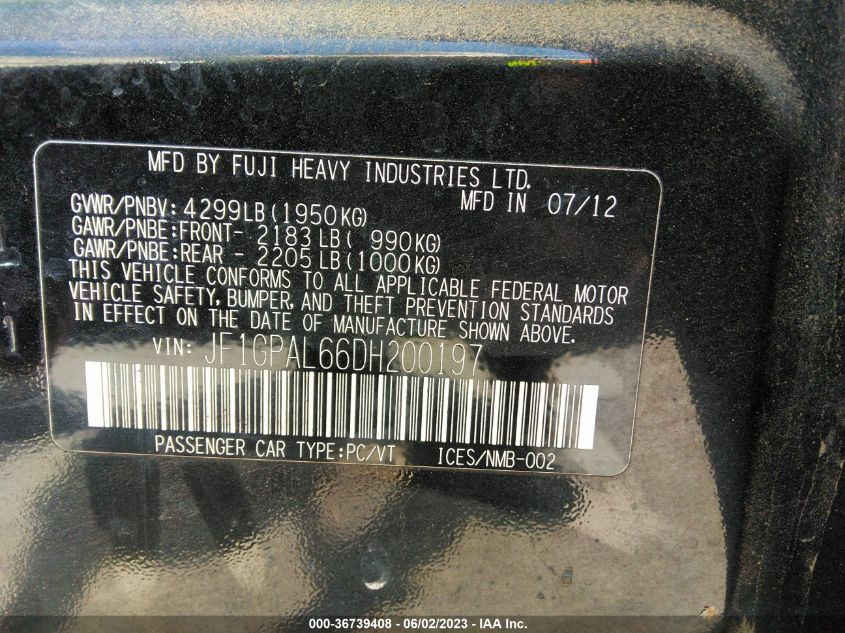 MFD BY FUJI HEAVY INDUSTRIES LTD.
MFD IN 07/12
GVWR/PNBV: 4299LB(1950KG)
GAWR/PNBE:FRONT- 2183LB( 990KG)
GAWR/PNBE:REAR - 2205LB(1000KG)
THIS VEHICLE CONFORMS TO ALL APPLICABLE FEDERAL MOTOR
VEHICLE SAFETY, BUMPER, AND THEFT PREVENTION STANDARDS
IN EFFECT ON THE DATE OF MANUFACTURE SHOWN ABOVE.
VIN: JF1GPAL66DH200197
PASSENGER CAR TYPE:PC/VT ICES/NMB-002
000-36739408 - 06/02/2023 - IAA Inc.